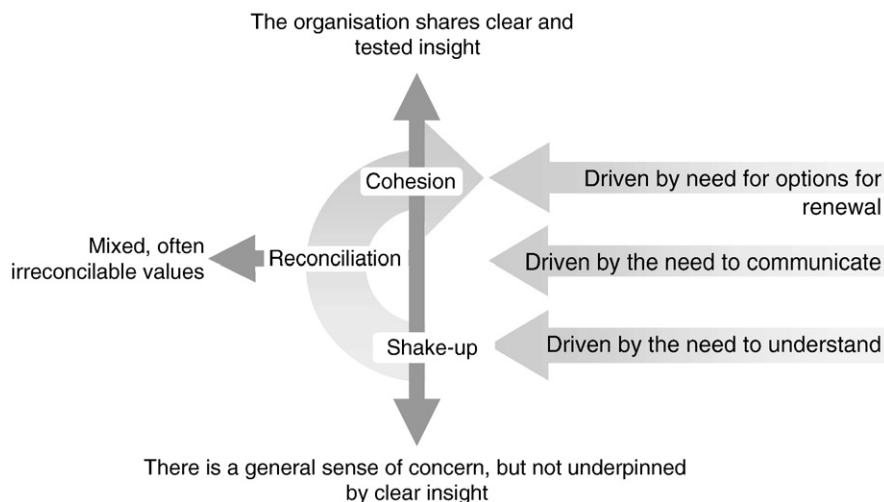 The organisation shares clear and
tested insight
Cohesion
Driven by need for options for
renewal
Mixed, often
irreconcilable values
Reconciliation
Driven by the need to communicate
Shake-up
Driven by the need to understand
There is a general sense of concern, but not underpinned
by clear insight